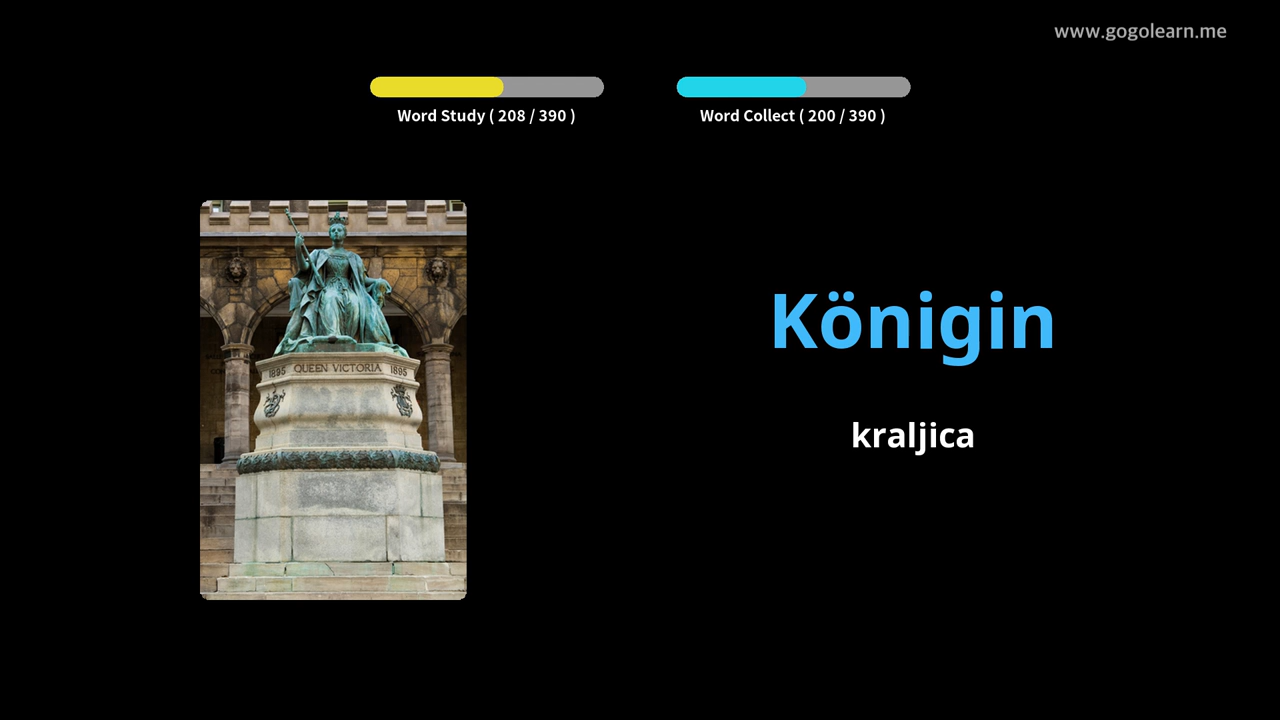 www.gogolearn.me
Word Study ( 208 / 390 )
Word Collect ( 200 / 390 )
1895 QUEEN VICTORIA 1895
Königin
kraljica